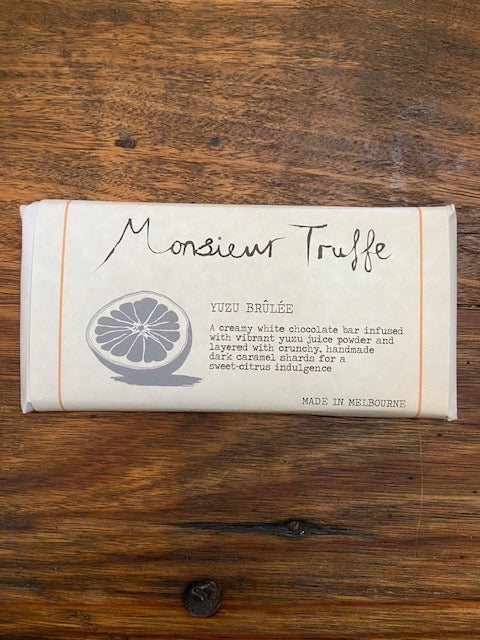 Monsieur Truffe
YUZU BRÛLÉE
A creamy white chocolate bar infused
with vibrant yuzu juice powder and
layered with crunchy, handmade
dark caramel shards for a
sweet-citrus indulgence
MADE IN MELBOURNE